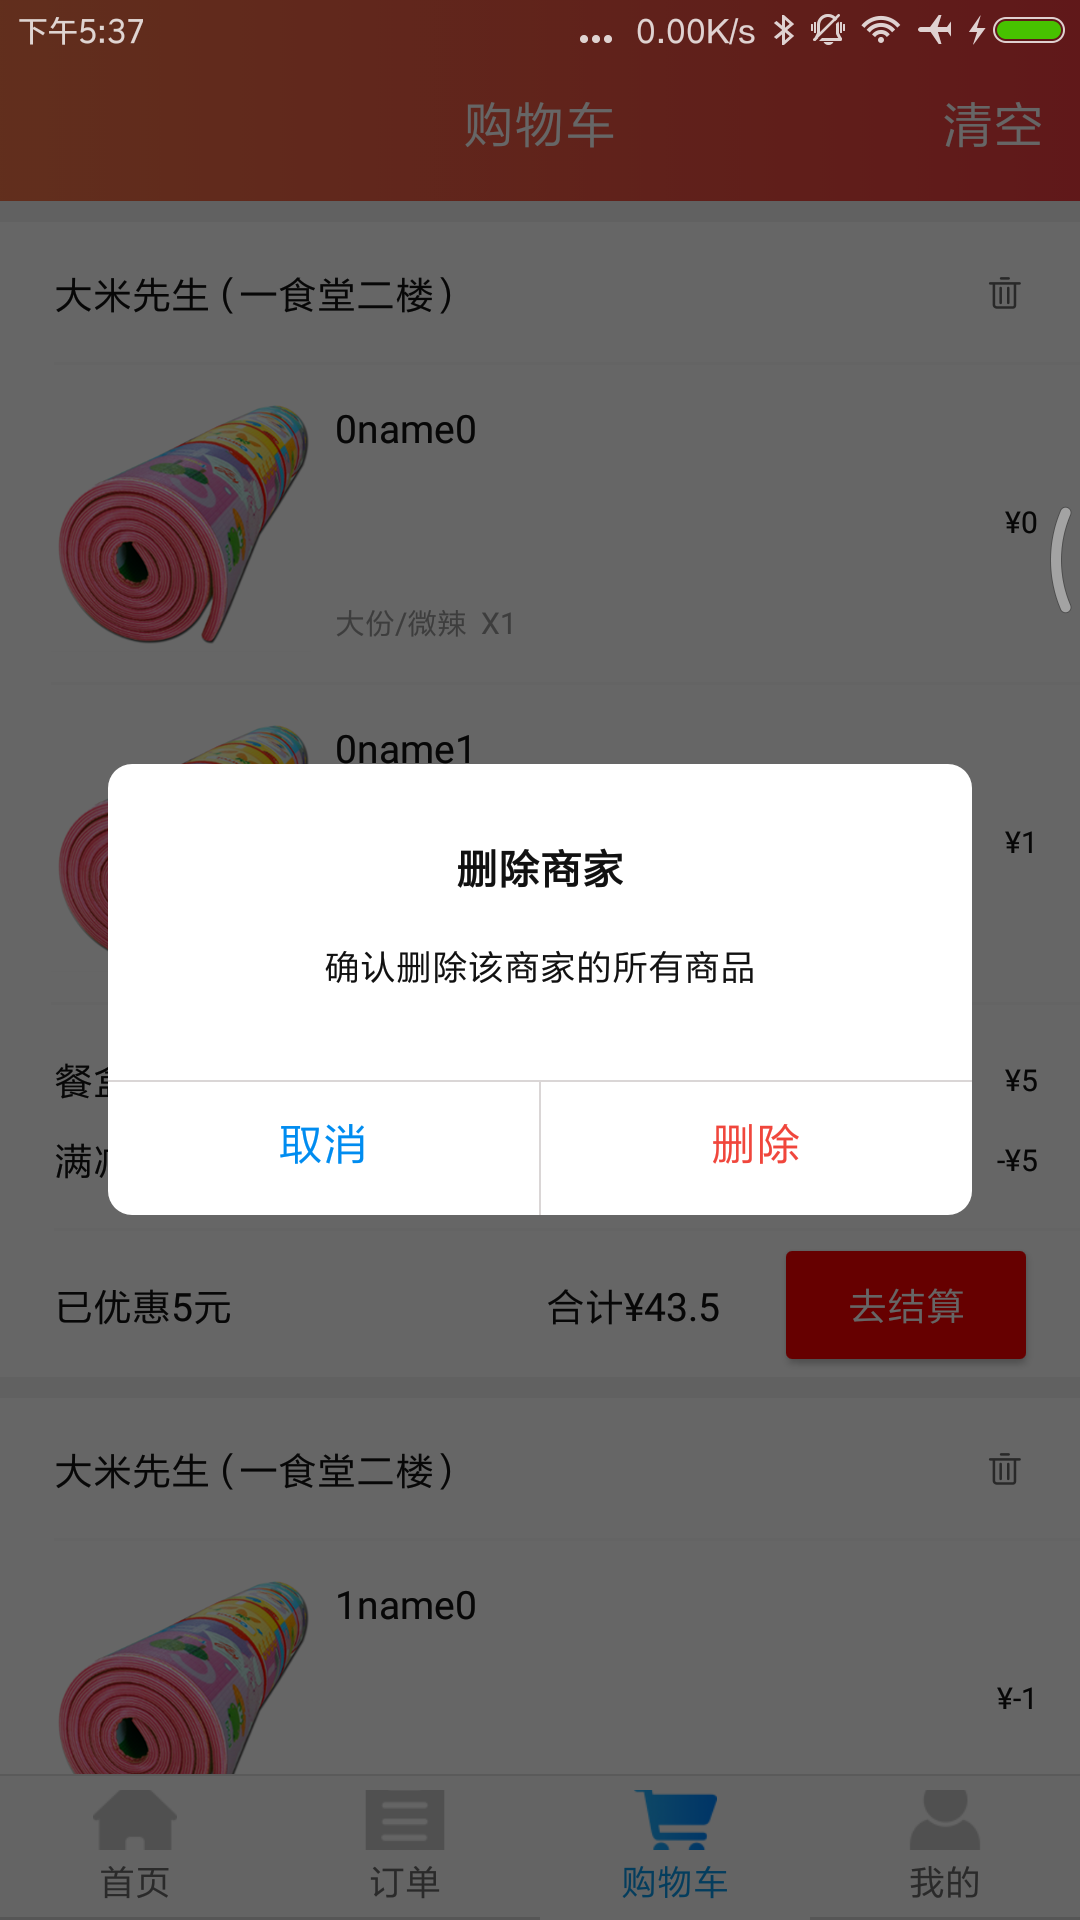 下午5:37
... 0.00K/s
购物车
清空
大米先生（一食堂二楼）
0name0
¥0
大份/微辣 X1
0name1
¥1
删除商家
确认删除该商家的所有商品
餐
¥5
取消
删除
满
-¥5
已优惠5元
合计¥43.5
去结算
大米先生（一食堂二楼）
1name0
¥-1
首页
订单
购物车
我的